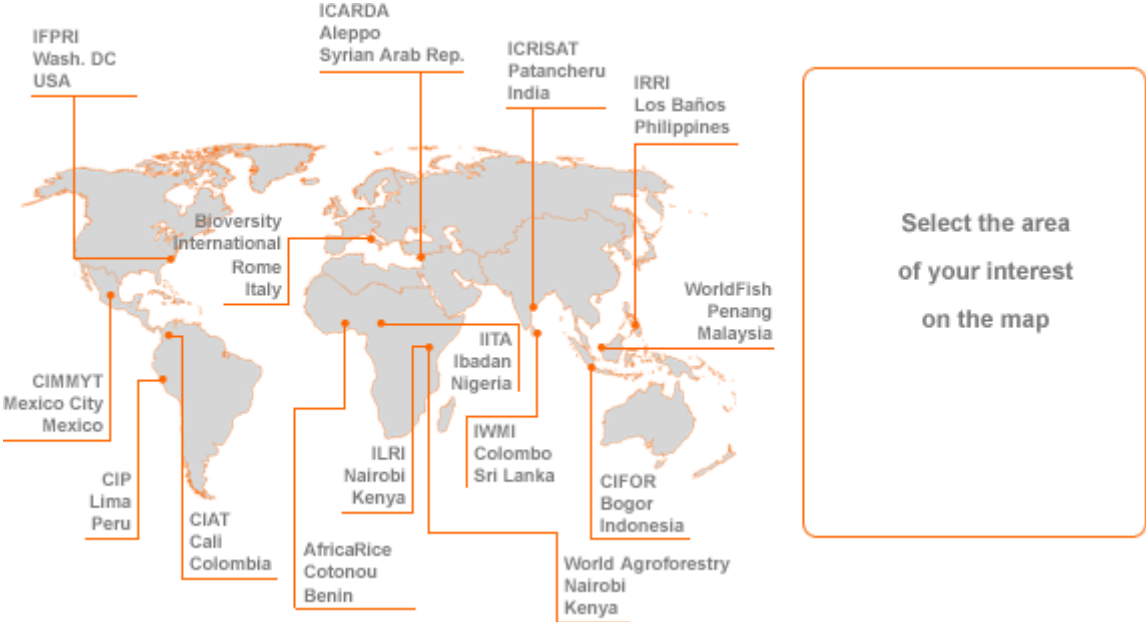 IFPRI
Wash. DC
USA
ICARDA
Aleppo
Syrian Arab Rep.
ICRISAT
Patancheru
India
IRRI
Los Baños
Philippines
Bioversity
International
Rome
Italy
WorldFish
Penang
Malaysia
Select the area
of your interest
on the map
CIMMYT
Mexico City
Mexico
IITA
Ibadan
Nigeria
CIP
Lima
Peru
CIAT
Cali
Colombia
ILRI
Nairobi
Kenya
IWMI
Colombo
Sri Lanka
CIFOR
Bogor
Indonesia
AfricaRice
Cotonou
Benin
World Agroforestry
Nairobi
Kenya